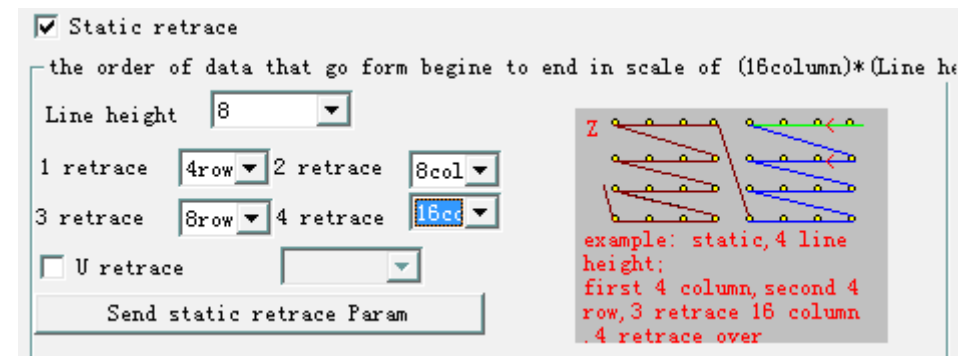 Static retrace
the order of data that go form begine to end in scale of (16column)*(Line he
Line height 8
Z
1 retrace 4row 2 retrace 8col
3 retrace 8row 4 retrace 16co
U retrace
Send static retrace Param
example: static,4 line
height;
first 4 column,second 4
row,3 retrace 16 column
.4 retrace over